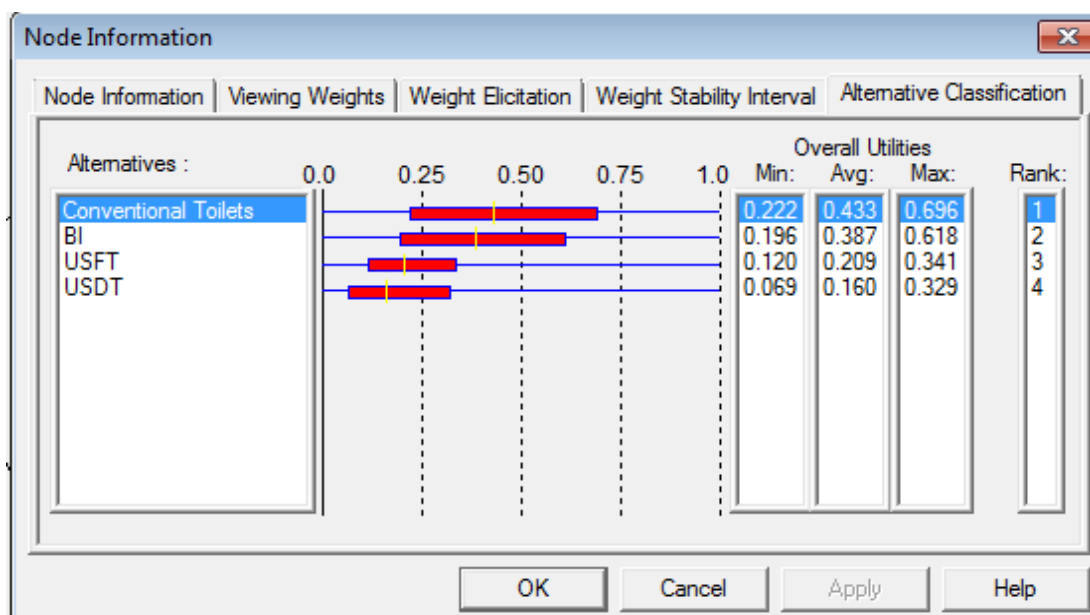 Node Information
Node Information Viewing Weights Weight Elicitation Weight Stability Interval Alternative Classification
Overall Utilities
Alternatives : 0.0 0.25 0.50 0.75 1.0 Min: Avg: Max: Rank:
Conventional Toilets 0.222 0.433 0.696 1
BI 0.196 0.387 0.618 2
USFT 0.120 0.209 0.341 3
USDT 0.069 0.160 0.329 4
OK Cancel Apply Help